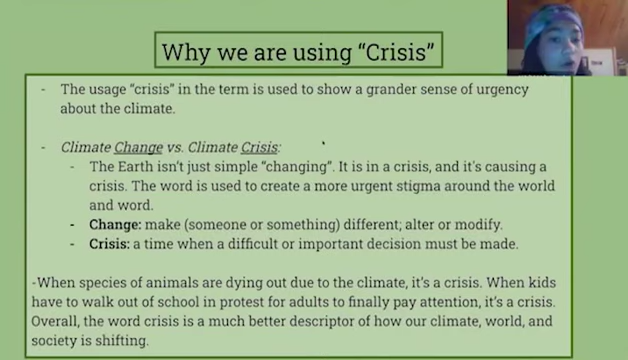 Why we are using “Crisis”
- The usage “crisis” in the term is used to show a grander sense of urgency
about the climate.
- Climate Change vs. Climate Crisis:
- The Earth isn’t just simple “changing”. It is in a crisis, and it's causing a
crisis. The word is used to create a more urgent stigma around the world
and word.
- Change: make (someone or something) different; alter or modify.
- Crisis: a time when a difficult or important decision must be made.
-When species of animals are dying out due to the climate, it’s a crisis. When kids
have to walk out of school in protest for adults to finally pay attention, it’s a crisis.
Overall, the word crisis is a much better descriptor of how our climate, world, and
society is shifting.